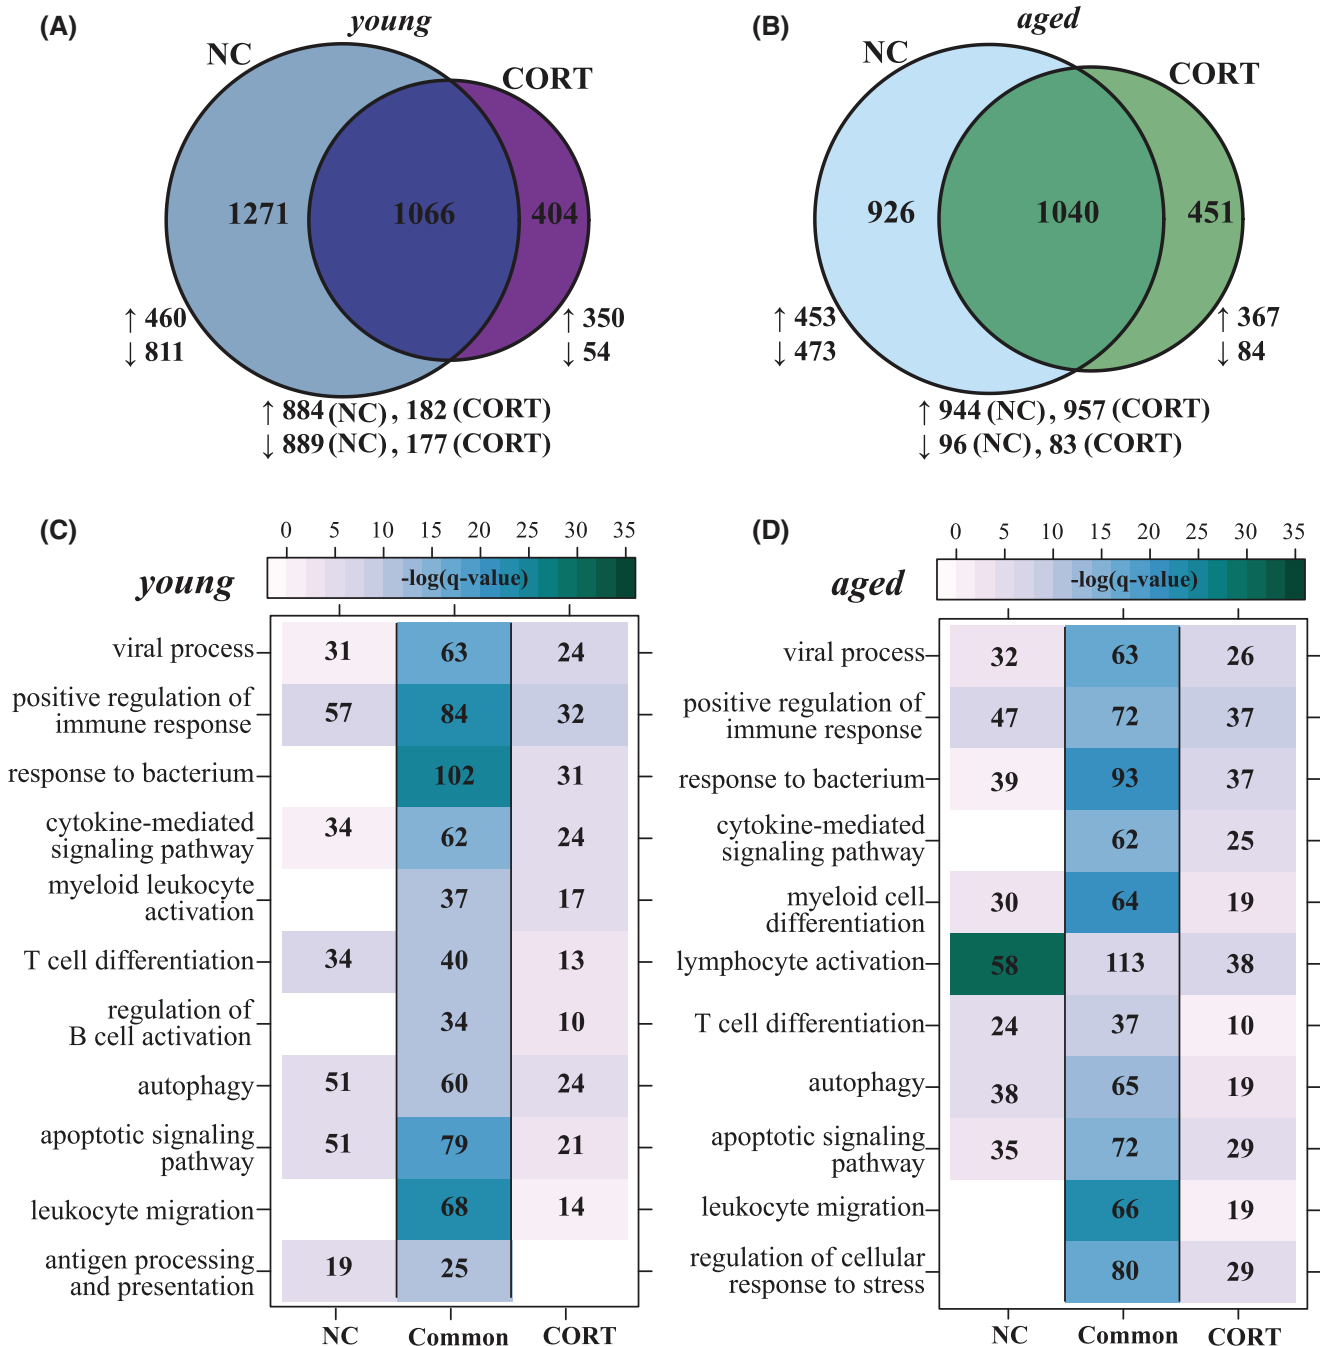 (A)
young
NC
CORT
1271
1066
404
↑ 460
↓ 811
↑ 350
↓ 54
↑ 884 (NC) , 182 (CORT)
↓ 889 (NC) , 177 (CORT)
(B)
aged
NC
CORT
926
1040
451
↑ 453
↓ 473
↑ 367
↓ 84
↑ 944 (NC) , 957 (CORT)
↓ 96 (NC) , 83 (CORT)
(C)
0 5 10 15 20 25 30 35
-log(q-value)
young
viral process 31 63 24
positive regulation of
immune response 57 84 32
response to bacterium 102 31
cytokine-mediated
signaling pathway 34 62 24
myeloid leukocyte
activation 37 17
T cell differentiation 34 40 13
regulation of
B cell activation 34 10
autophagy 51 60 24
apoptotic signaling
pathway 51 79 21
leukocyte migration 68 14
antigen processing
and presentation 19 25
NC Common CORT
(D)
0 5 10 15 20 25 30 35
-log(q-value)
aged
viral process 32 63 26
positive regulation of
immune response 47 72 37
response to bacterium 39 93 37
cytokine-mediated
signaling pathway 62 25
myeloid cell
differentiation 30 64 19
lymphocyte activation 58 113 38
T cell differentiation 24 37 10
autophagy 38 65 19
apoptotic signaling
pathway 35 72 29
leukocyte migration 66 19
regulation of cellular
response to stress 80 29
NC Common CORT